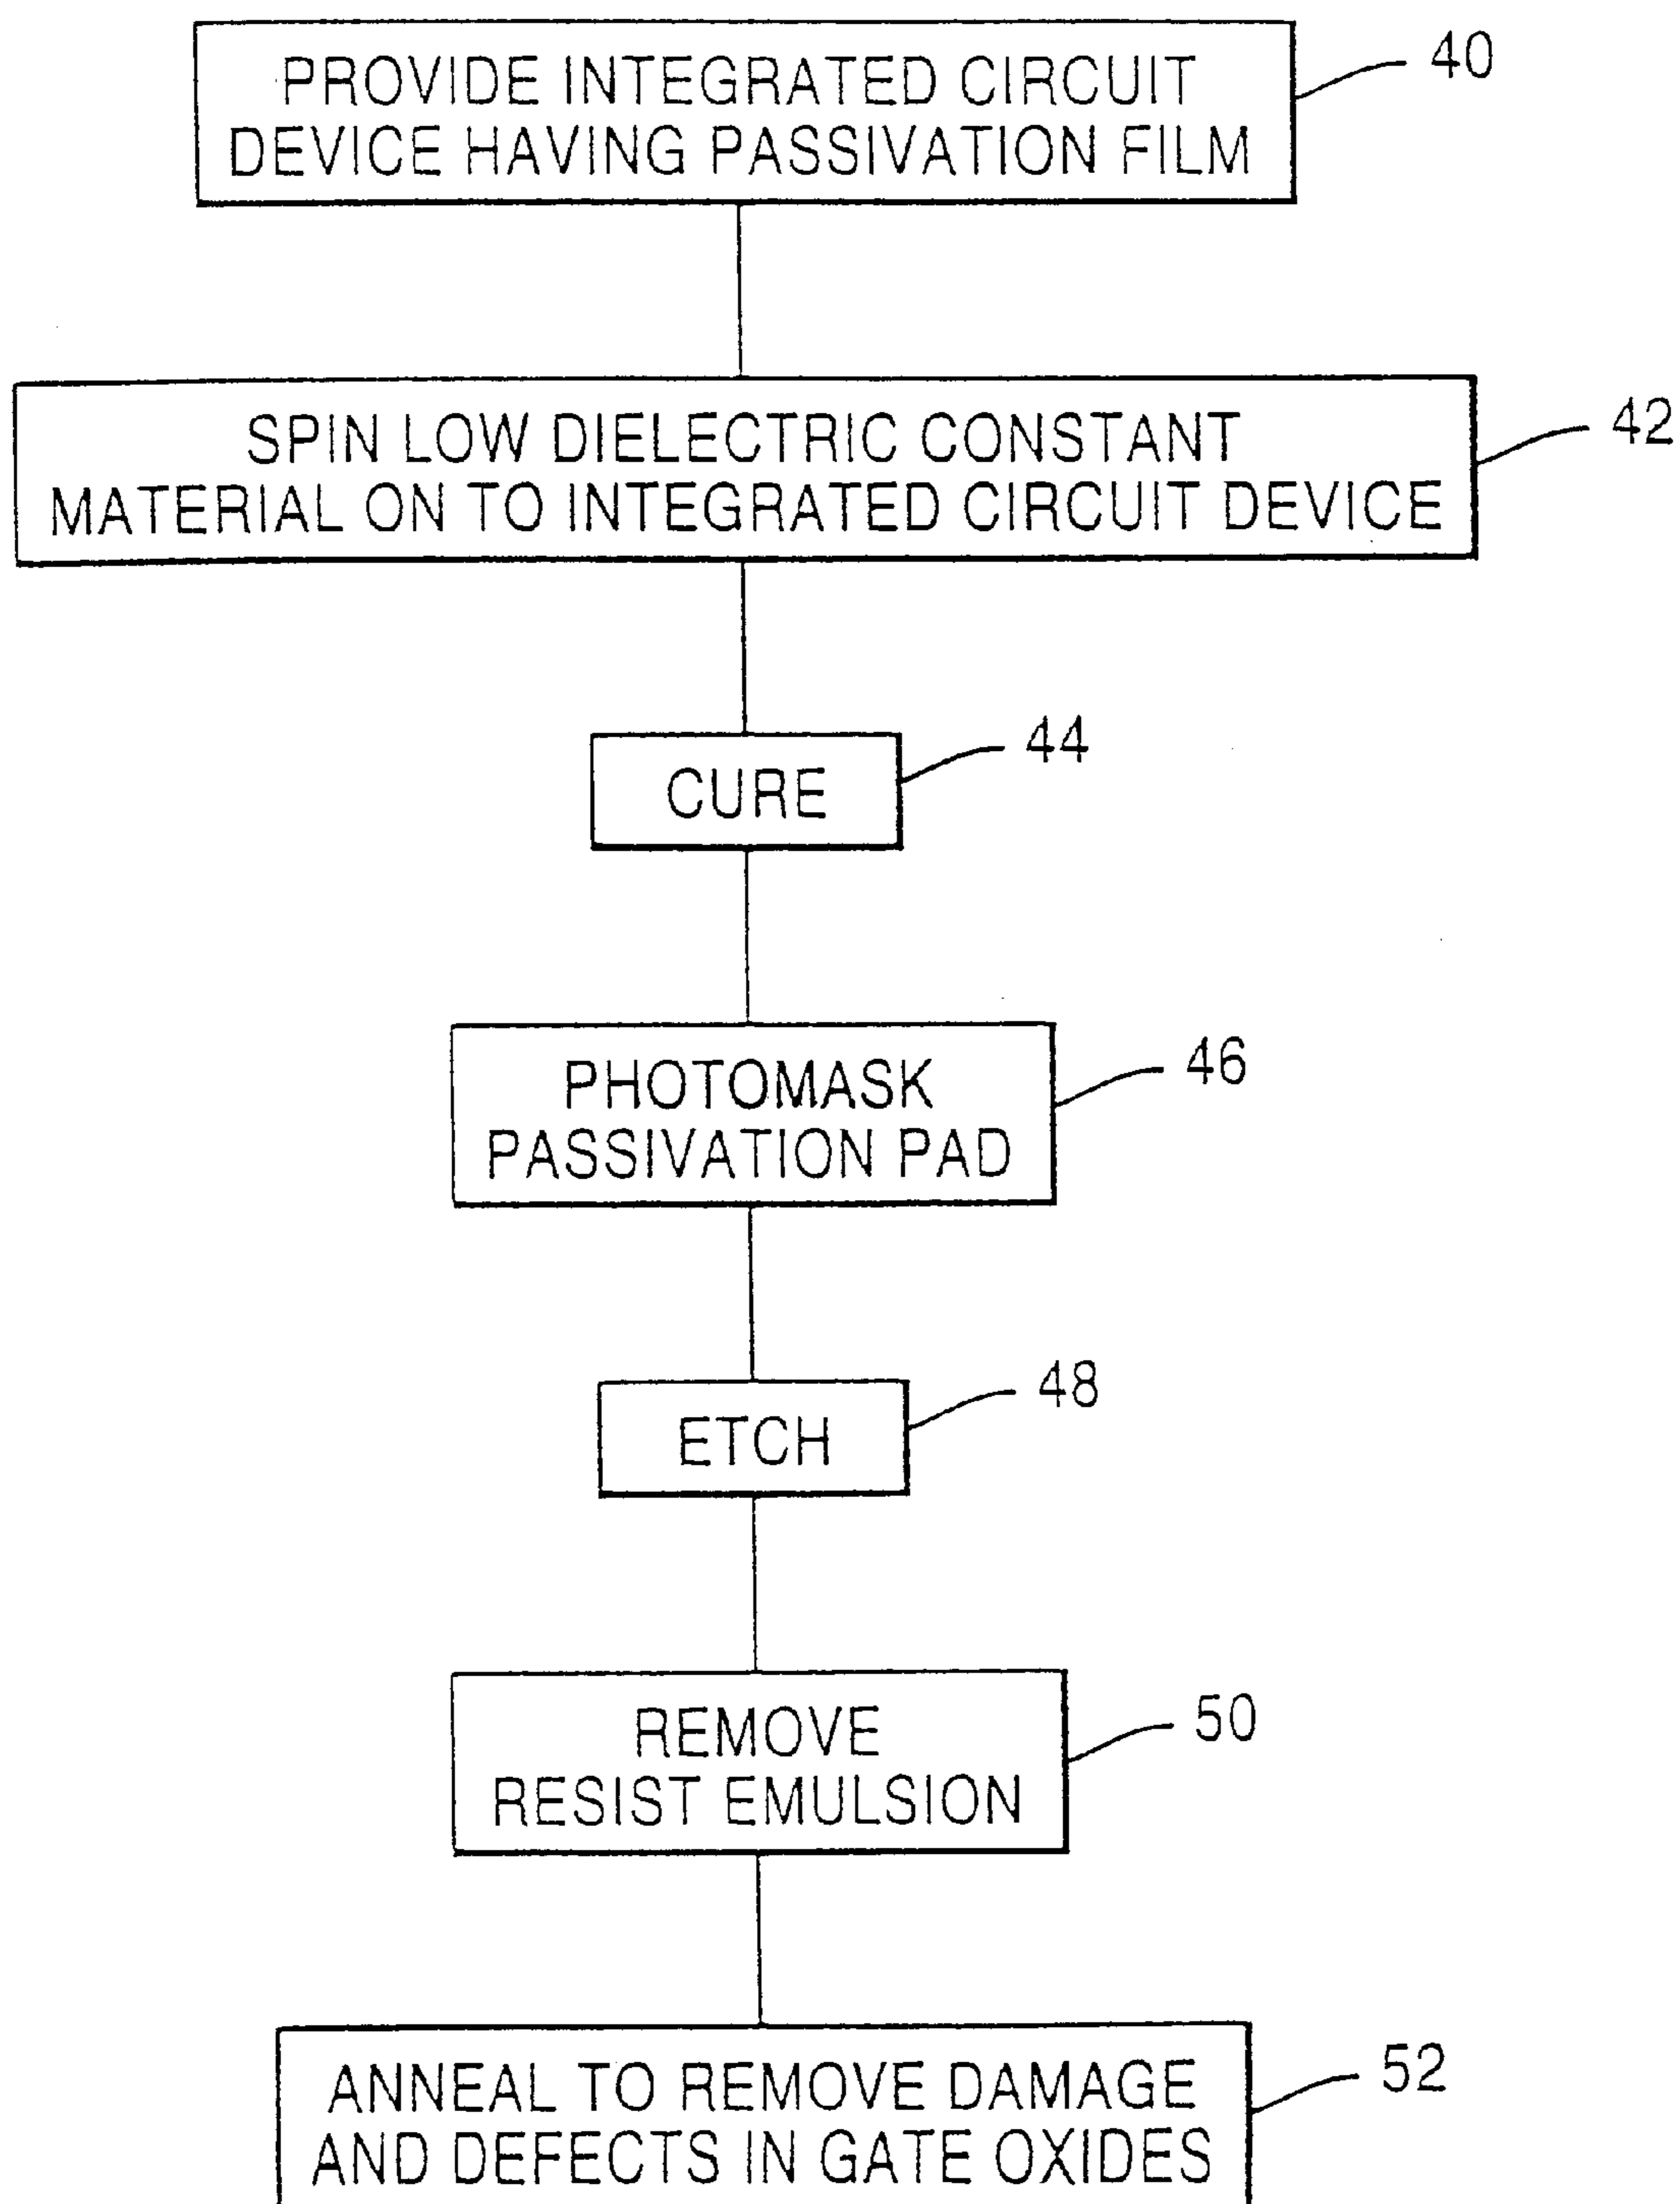 PROVIDE INTEGRATED CIRCUIT
DEVICE HAVING PASSIVATION FILM
40
SPIN LOW DIELECTRIC CONSTANT
MATERIAL ON TO INTEGRATED CIRCUIT DEVICE
42
CURE
44
PHOTOMASK
PASSIVATION PAD
46
ETCH
48
REMOVE
RESIST EMULSION
50
ANNEAL TO REMOVE DAMAGE
AND DEFECTS IN GATE OXIDES
52